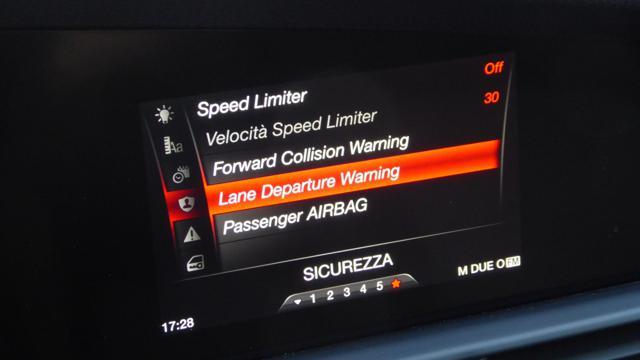 Off
Speed Limiter
Velocità Speed Limiter 30
Forward Collision Warning
Lane Departure Warning
Passenger AIRBAG
Aa
SICUREZZA
1 2 3 4 5
M DUE O FM
17:28